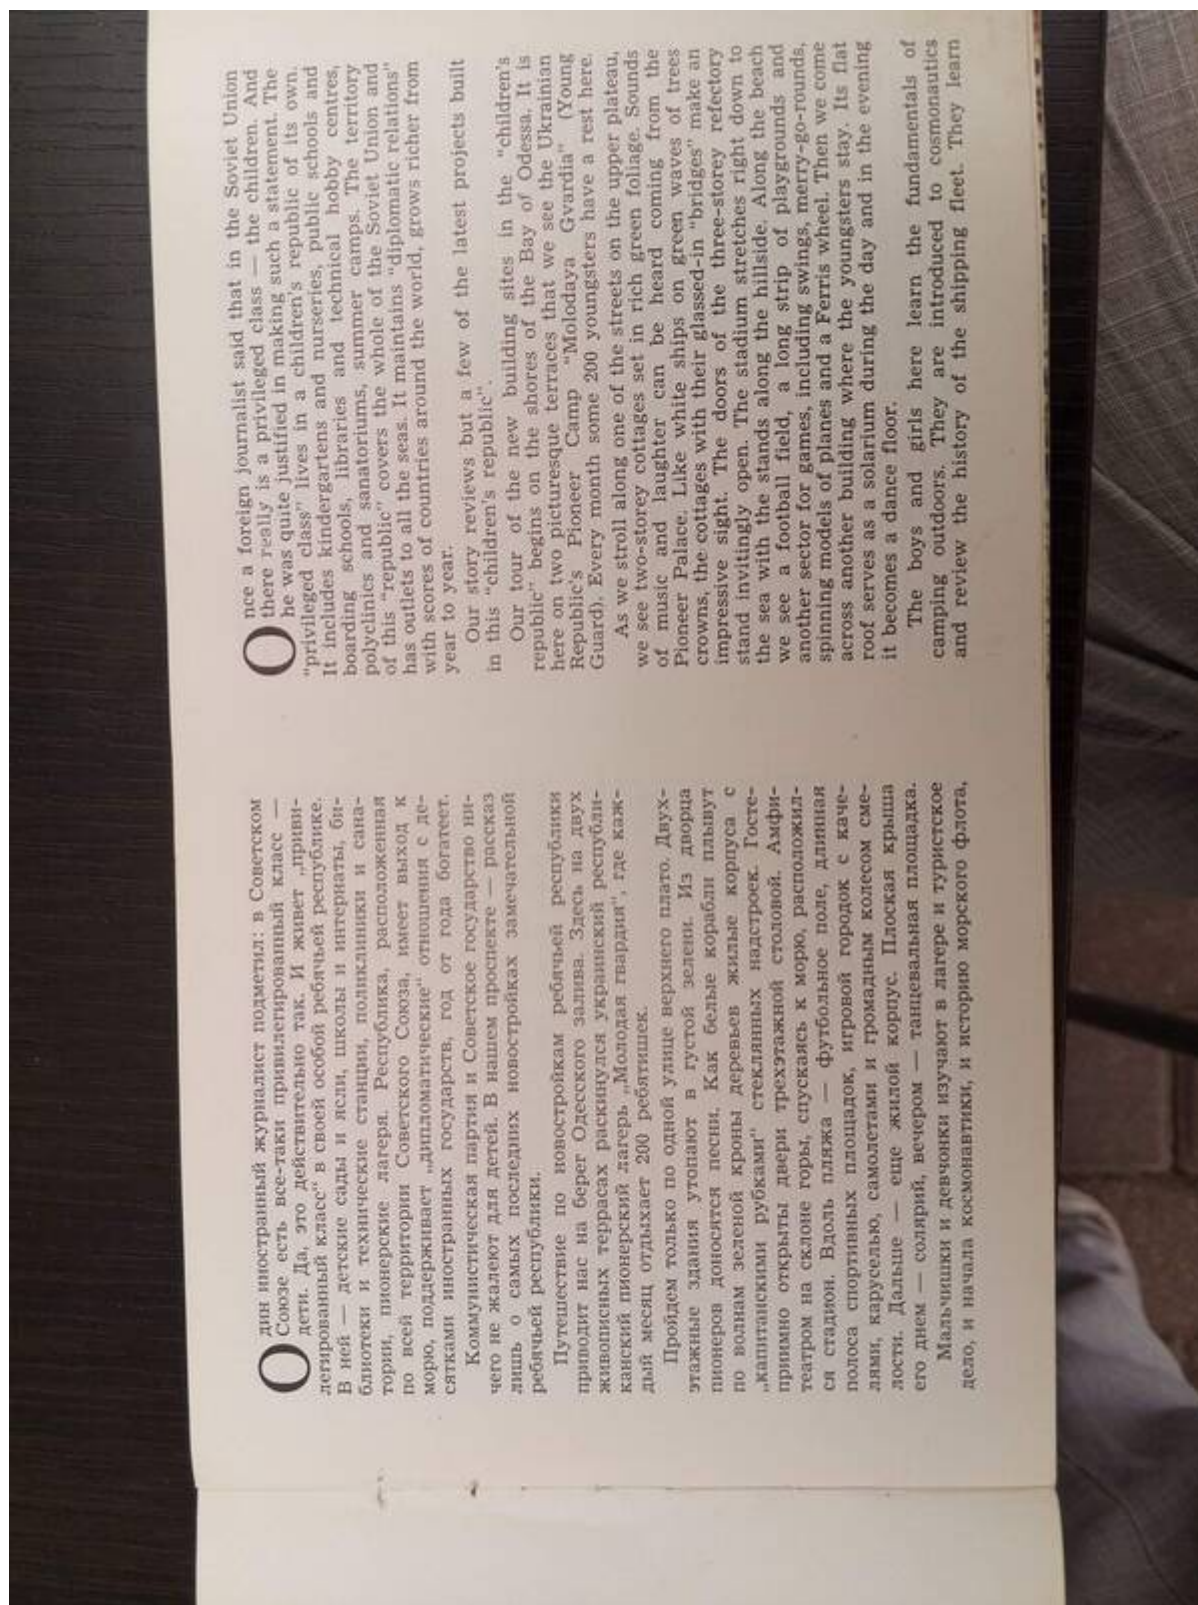 Один иностранный журналист подметил: в Советском
Союзе есть все-таки привилегированный класс —
дети. Да, это действительно так. И живет „приви-
легированный класс“ в своей особой ребячьей республике.
В ней — детские сады и ясли, школы и интернаты, би-
блиотеки и технические станции, поликлиники и сана-
тории, пионерские лагеря. Республика, расположенная
по всей территории Советского Союза, имеет выход к
морю, поддерживает „дипломатические“ отношения с де-
сятками иностранных государств, год от года богатеет.
Коммунистическая партия и Советское государство ни-
чего не жалеют для детей. В нашем проспекте — рассказ
лишь о самых последних новостройках замечательной
ребячьей республики.
Путешествие по новостройкам ребячьей республики
приводит нас на берег Одесского залива. Здесь на двух
живописных террасах раскинулся украинский республи-
канский пионерский лагерь „Молодая гвардия“, где каж-
дый месяц отдыхает 200 ребятишек.
Пройдем только по одной улице верхнего плато. Двух-
этажные здания утопают в густой зелени. Из дворца
пионеров доносятся песни. Как белые корабли плывут
по волнам зеленой кроны деревьев жилые корпуса с
„капитанскими рубками“ стеклянных надстроек. Госте-
приимно открыты двери трехэтажной столовой. Амфи-
театром на склоне горы, спускаясь к морю, расположил-
ся стадион. Вдоль пляжа — футбольное поле, длинная
полоса спортивных площадок, игровой городок с каче-
лями, каруселью, самолетами и громадным колесом сме-
лости. Дальше — еще жилой корпус. Плоская крыша
его днем — солярий, вечером — танцевальная площадка.
Мальчишки и девчонки изучают в лагере и туристское
дело, и начала космонавтики, и историю морского флота,
Once a foreign journalist said that in the Soviet Union
there really is a privileged class — the children. And
he was quite justified in making such a statement. The
"privileged class" lives in a children's republic of its own.
It includes kindergartens and nurseries, public schools and
boarding schools, libraries and technical hobby centres,
polyclinics and sanatoriums, summer camps. The territory
of this "republic" covers the whole of the Soviet Union and
has outlets to all the seas. It maintains "diplomatic relations"
with scores of countries around the world, grows richer from
year to year.
Our story reviews but a few of the latest projects built
in this "children's republic".
Our tour of the new building sites in the "children's
republic" begins on the shores of the Bay of Odessa. It is
here on two picturesque terraces that we see the Ukrainian
Republic's Pioneer Camp "Molodaya Gvardia" (Young
Guard). Every month some 200 youngsters have a rest here.
As we stroll along one of the streets on the upper plateau,
we see two-storey cottages set in rich green foliage. Sounds
of music and laughter can be heard coming from the
Pioneer Palace. Like white ships on green waves of trees
crowns, the cottages with their glassed-in "bridges" make an
impressive sight. The doors of the three-storey refectory
stand invitingly open. The stadium stretches right down to
the sea with the stands along the hillside. Along the beach
we see a football field, a long strip of playgrounds and
another sector for games, including swings, merry-go-rounds,
spinning models of planes and a Ferris wheel. Then we come
across another building where the youngsters stay. Its flat
roof serves as a solarium during the day and in the evening
it becomes a dance floor.
The boys and girls here learn the fundamentals of
camping outdoors. They are introduced to cosmonautics
and review the history of the shipping fleet. They learn